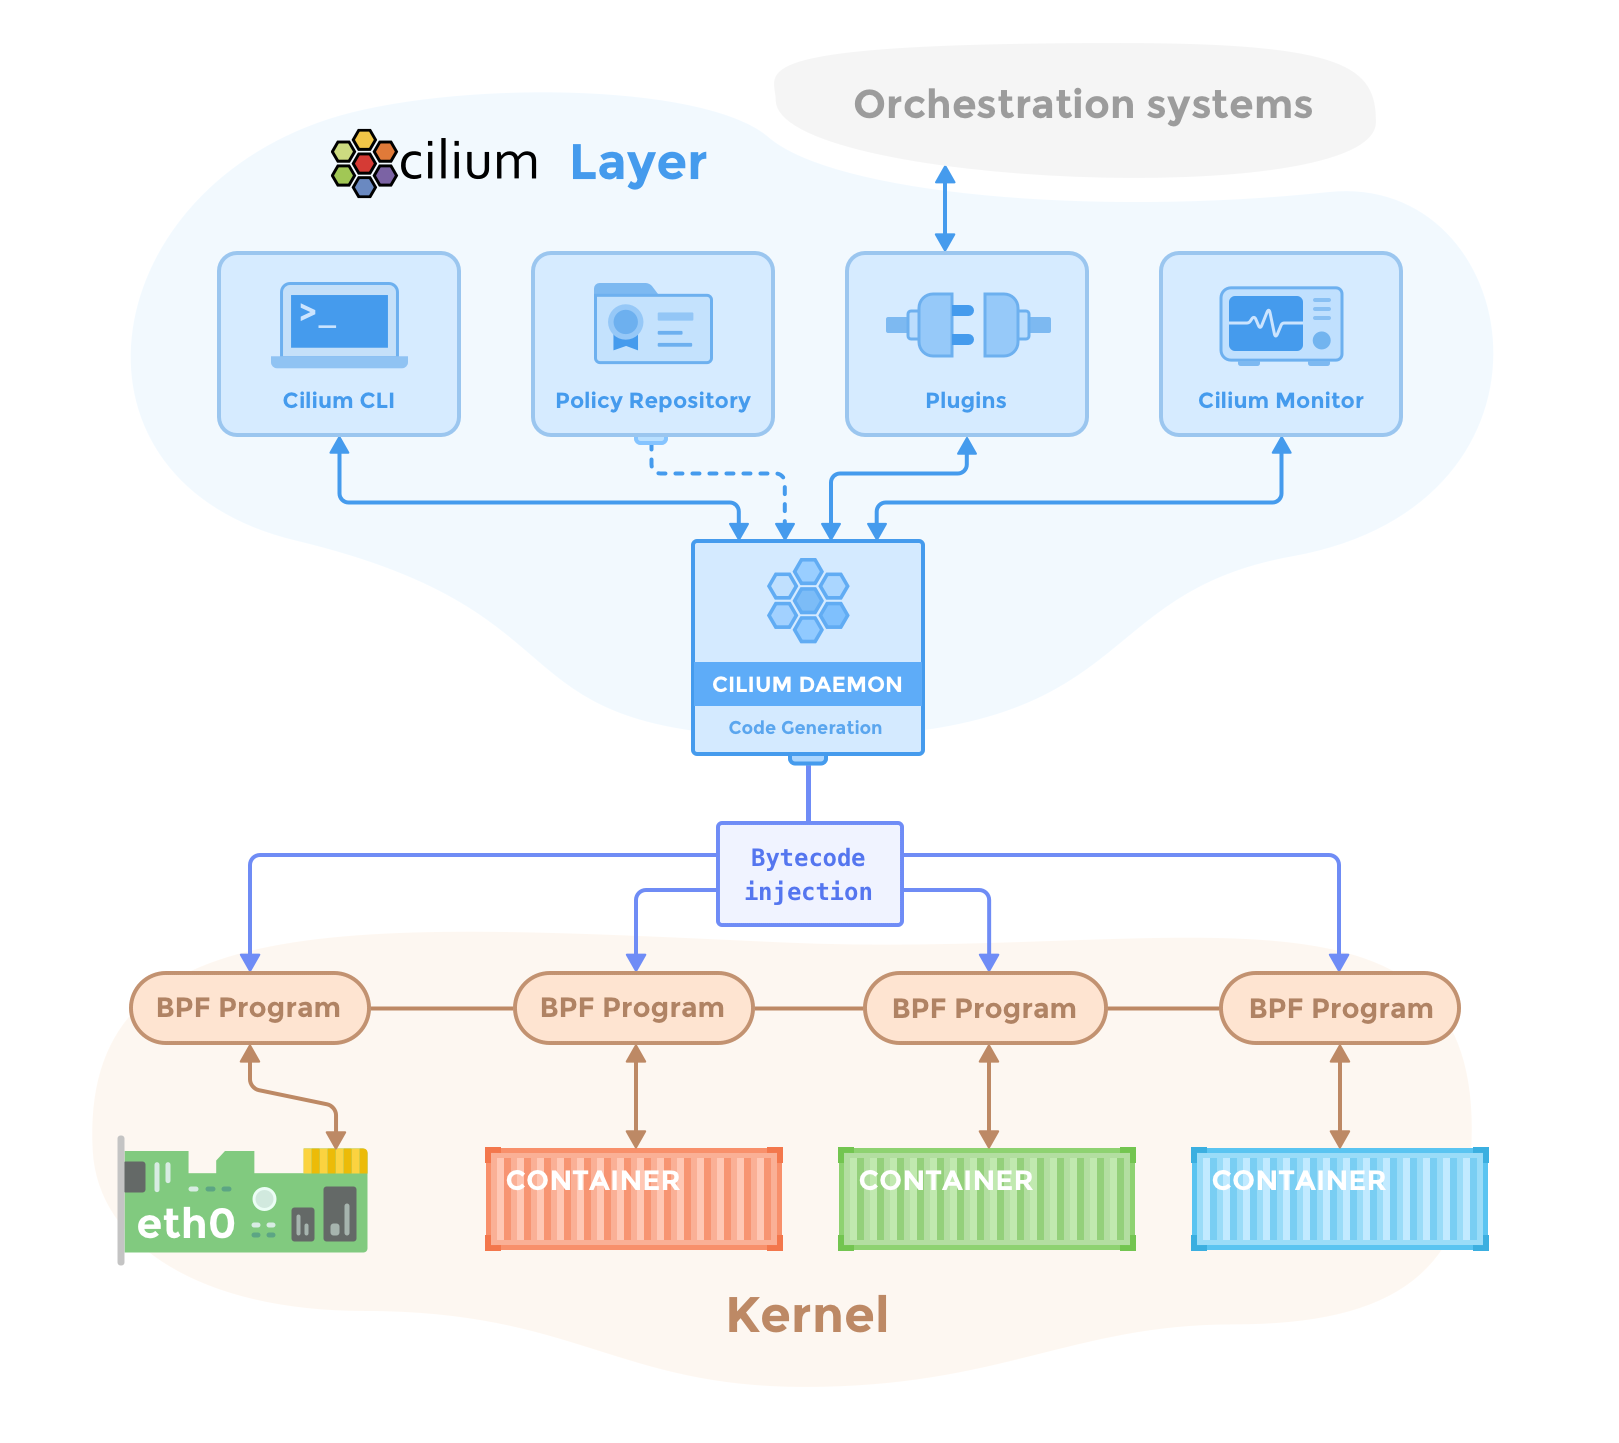 Orchestration systems
cilium Layer
>_
Cilium CLI
Policy Repository
Plugins
Cilium Monitor
CILIUM DAEMON
Code Generation
Bytecode
injection
BPF Program
BPF Program
BPF Program
BPF Program
eth0
CONTAINER
CONTAINER
CONTAINER
Kernel